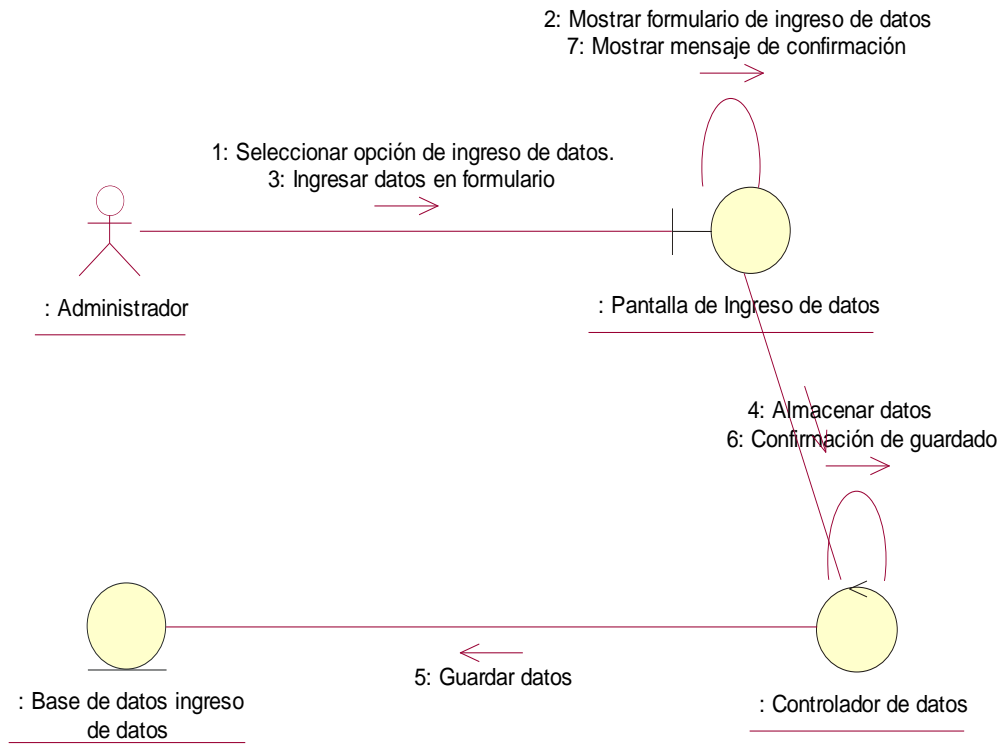 2: Mostrar formulario de ingreso de datos
7: Mostrar mensaje de confirmación
1: Seleccionar opción de ingreso de datos.
3: Ingresar datos en formulario
: Administrador
: Pantalla de Ingreso de datos
4: Almacenar datos
6: Confirmación de guardado
5: Guardar datos
: Base de datos ingreso
de datos
: Controlador de datos